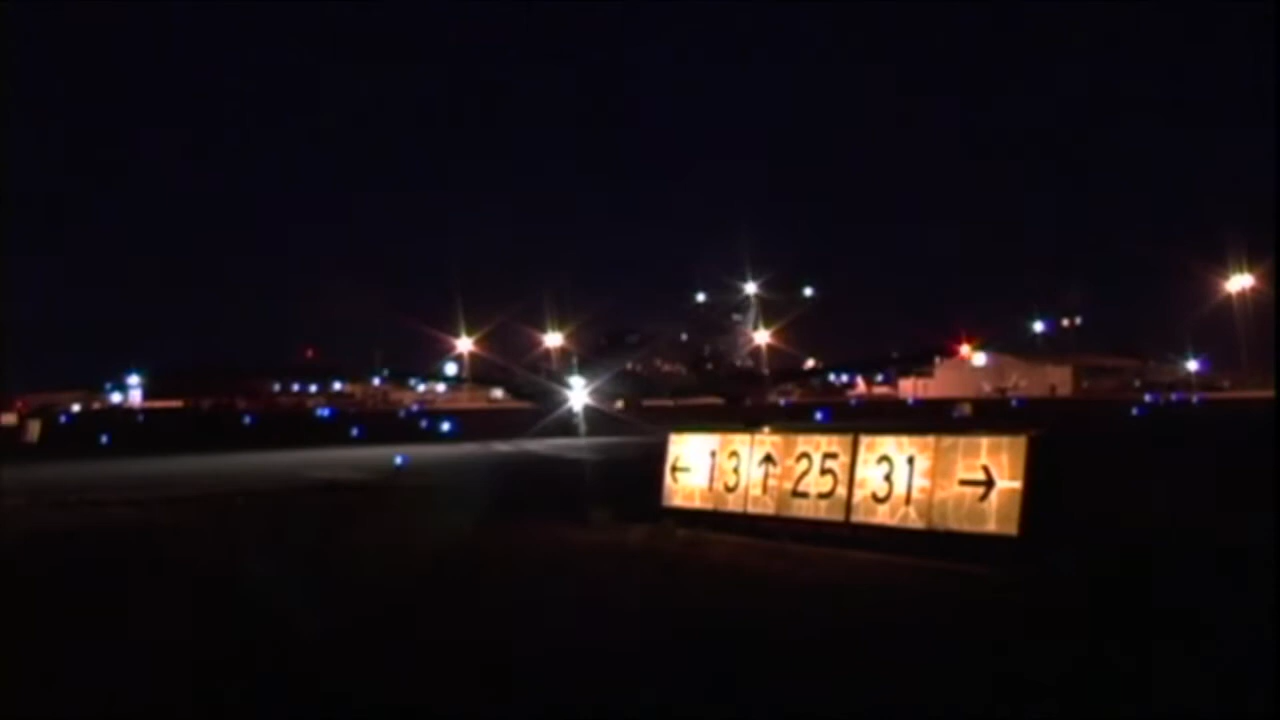 ← 13 ↑ 25 31 →